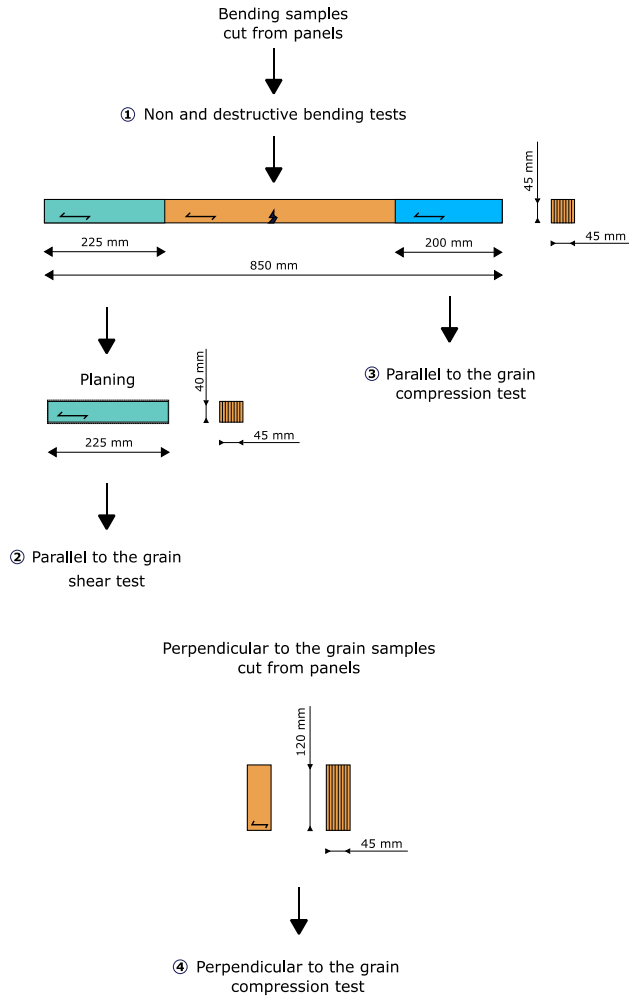 Bending samples
cut from panels
① Non and destructive bending tests
45 mm
225 mm
200 mm
45 mm
850 mm
Planing
40 mm
③ Parallel to the grain
compression test
225 mm
45 mm
② Parallel to the grain
shear test
Perpendicular to the grain samples
cut from panels
120 mm
45 mm
④ Perpendicular to the grain
compression test